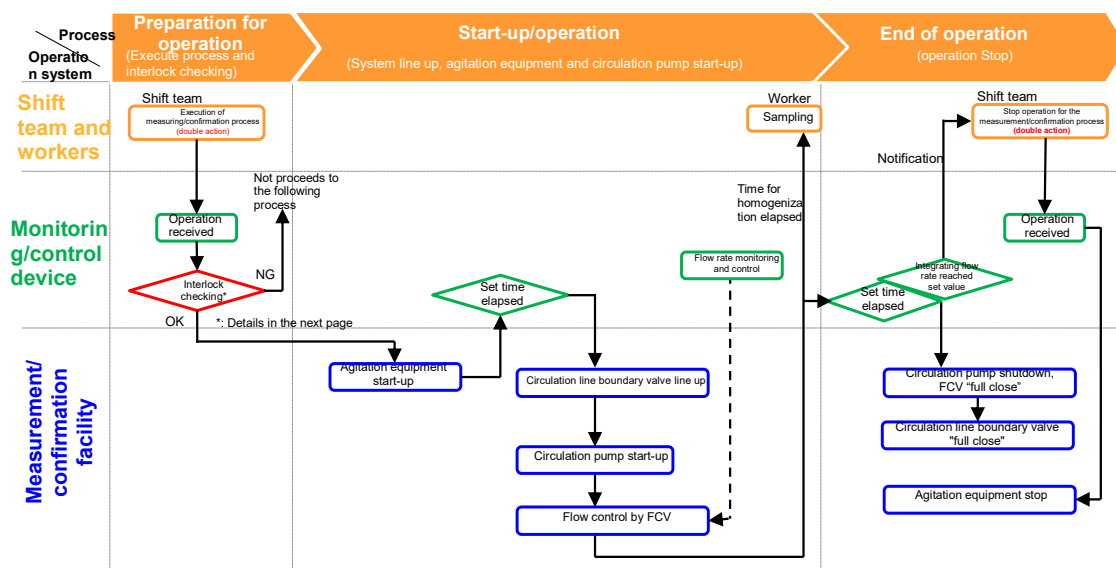 Process
Operatio
n system
Preparation for
operation
(Execute process and
interlock checking)
Start-up/operation
(System line up, agitation equipment and circulation pump start-up)
End of operation
(operation Stop)
Shift
team and
workers
Shift team
Execution of
measuring/confirmation process
(double action)
Worker
Sampling
Shift team
Stop operation for the
measurement/confirmation process
(double action)
Notification
Not proceeds to
the following
process
Time for
homogeniza
tion elapsed
Monitorin
g/control
device
Operation
received
Interlock
checking*
NG
OK
*: Details in the next page
Set time
elapsed
Flow rate monitoring
and control
Operation
received
Integrating flow
rate reached
set value
Set time
elapsed
Measurement/
confirmation
facility
Agitation equipment
start-up
Circulation line boundary valve line up
Circulation pump start-up
Flow control by FCV
Circulation pump shutdown,
FCV “full close”
Circulation line boundary valve
"full close"
Agitation equipment stop